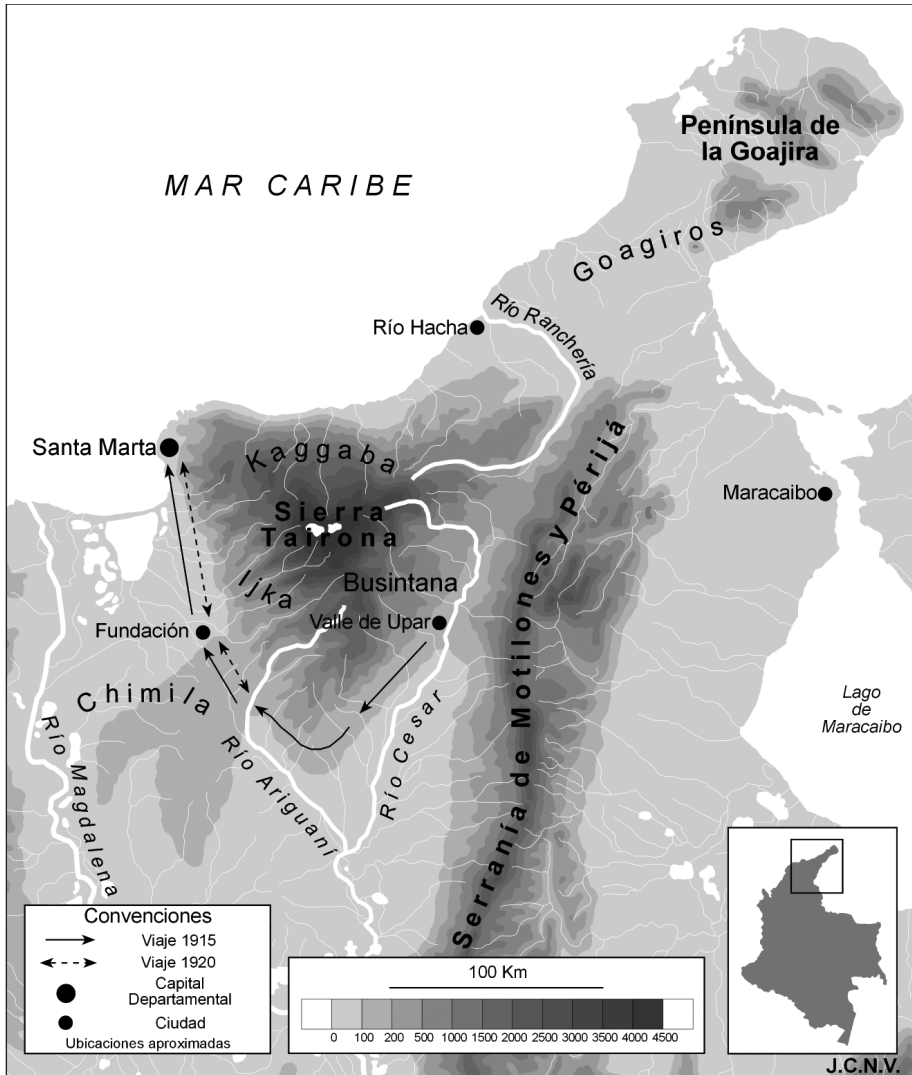 Península de
la Goajira
MAR CARIBE
Goagiros
Río Hacha
Río Ranchería
Santa Marta
Kaggaba
Maracaibo
Sierra
Tairona
Ijka
Busintana
Fundación
Valle de Upar
Chimila
Serranía de Motilones y Périjá
Lago
de
Maracaibo
Río Magdalena
Río Ariguaní
Río Cesar
Convenciones
Viaje 1915
Viaje 1920
Capital
Departamental
Ciudad
Ubicaciones aproximadas
100 Km
0 100 200 500 1000 1500 2000 2500 3000 3500 4000 4500
J.C.N.V.